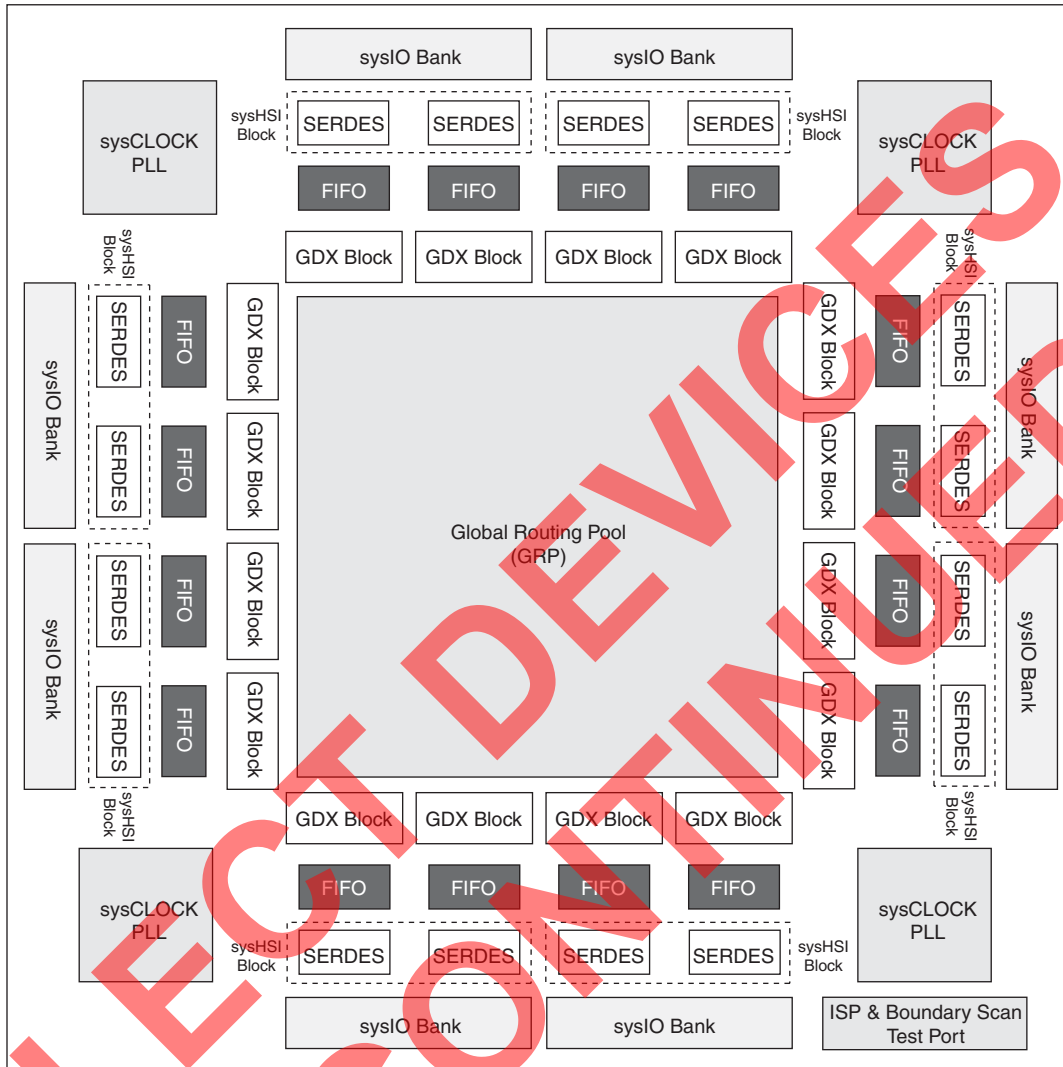 sysIO Bank
sysIO Bank
sysCLOCK
PLL
sysHSI
Block
SERDES
SERDES
SERDES
SERDES
sysHSI
Block
sysCLOCK
PLL
FIFO
FIFO
FIFO
FIFO
sysHSI
Block
GDX Block
GDX Block
GDX Block
GDX Block
sysHSI
Block
sysIO Bank
SERDES
FIFO
GDX Block
GDX Block
FIFO
SERDES
sysIO Bank
SERDES
FIFO
GDX Block
GDX Block
FIFO
SERDES
Global Routing Pool
(GRP)
sysIO Bank
SERDES
FIFO
GDX Block
GDX Block
FIFO
SERDES
sysIO Bank
SERDES
FIFO
GDX Block
GDX Block
FIFO
SERDES
sysHSI
Block
GDX Block
GDX Block
GDX Block
GDX Block
sysHSI
Block
sysCLOCK
PLL
FIFO
FIFO
FIFO
FIFO
sysCLOCK
PLL
sysHSI
Block
SERDES
SERDES
SERDES
SERDES
sysHSI
Block
sysIO Bank
sysIO Bank
ISP & Boundary Scan
Test Port
ECT DEVICES
CONTINUED